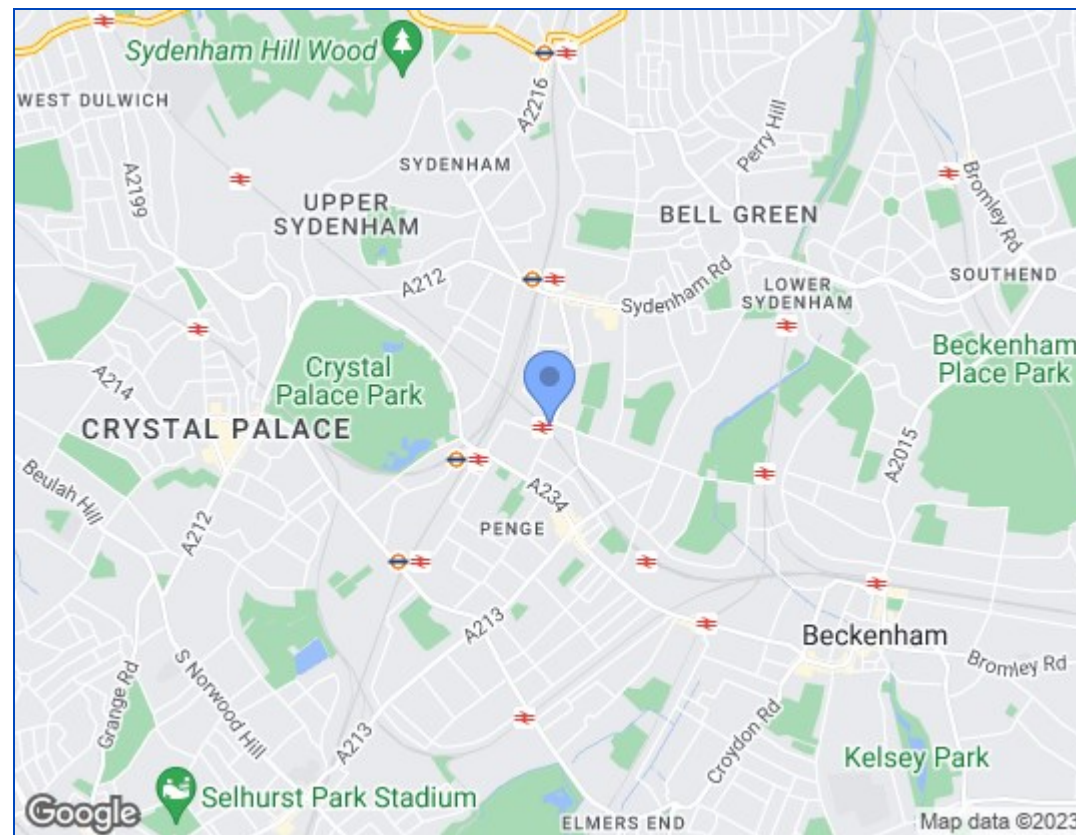 Sydenham Hill Wood
WEST DULWICH
A2216
Perry Hill
A2199
SYDENHAM
Bromley Rd
UPPER
SYDENHAM
BELL GREEN
A212
Sydenham Rd
LOWER
SYDENHAM
SOUTHEND
A214
Crystal
Palace Park
Beckenham
Place Park
CRYSTAL PALACE
Beulah Hill
A212
A234
A2015
PENGE
A213
Beckenham
Bromley Rd
Grange Rd
S Norwood Hill
A213
Croydon Rd
Kelsey Park
Selhurst Park Stadium
Google
ELMERS END
Map data ©2023